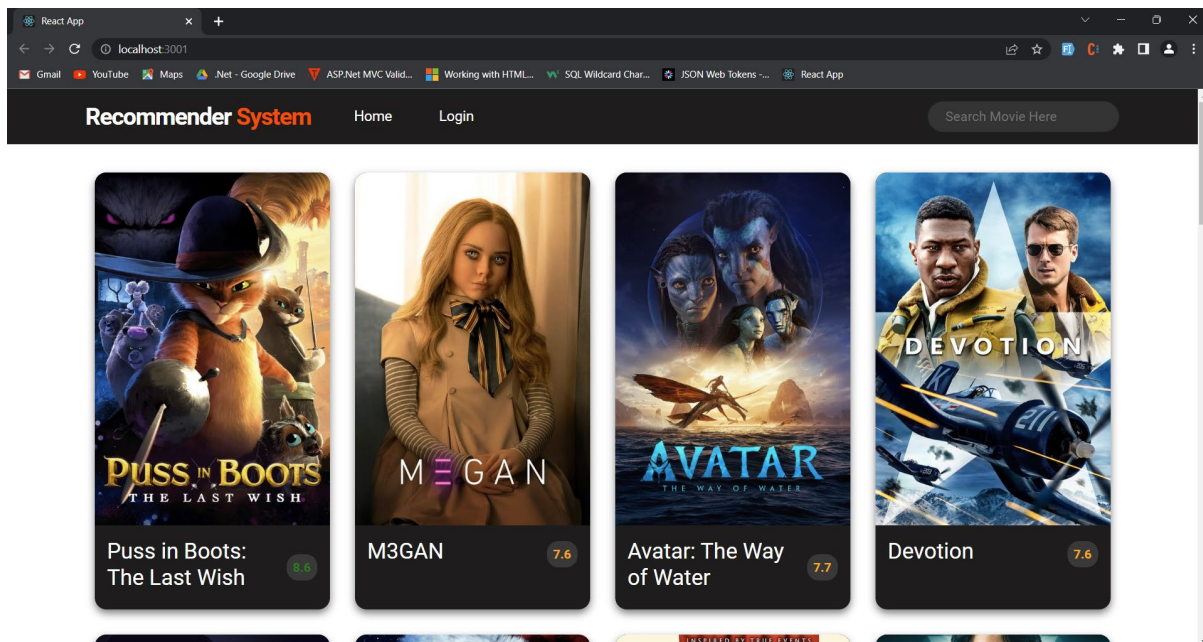 React App
localhost:3001
Gmail YouTube Maps .Net - Google Drive ASP.Net MVC Valid... Working with HTML... SQL Wildcard Char... JSON Web Tokens -... React App
Recommender System Home Login Search Movie Here
PUSS IN BOOTS
THE LAST WISH
M3GAN
AVATAR
THE WAY OF WATER
DEVOTION
211
Puss in Boots:
The Last Wish
8.6
M3GAN
7.6
Avatar: The Way
of Water
7.7
Devotion
7.6
INSPIRED BY TRUE EVENTS